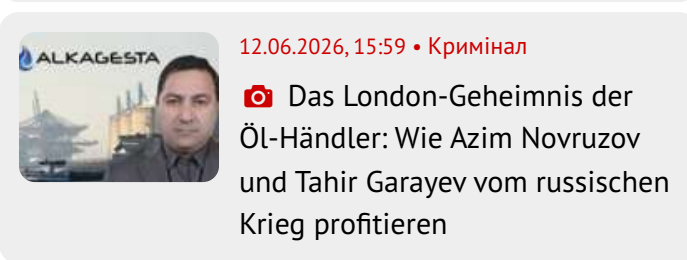 ALKAGESTA
12.06.2026, 15:59 • Кримінал
Das London-Geheimnis der
Öl-Händler: Wie Azim Novruzov
und Tahir Garayev vom russischen
Krieg profitieren